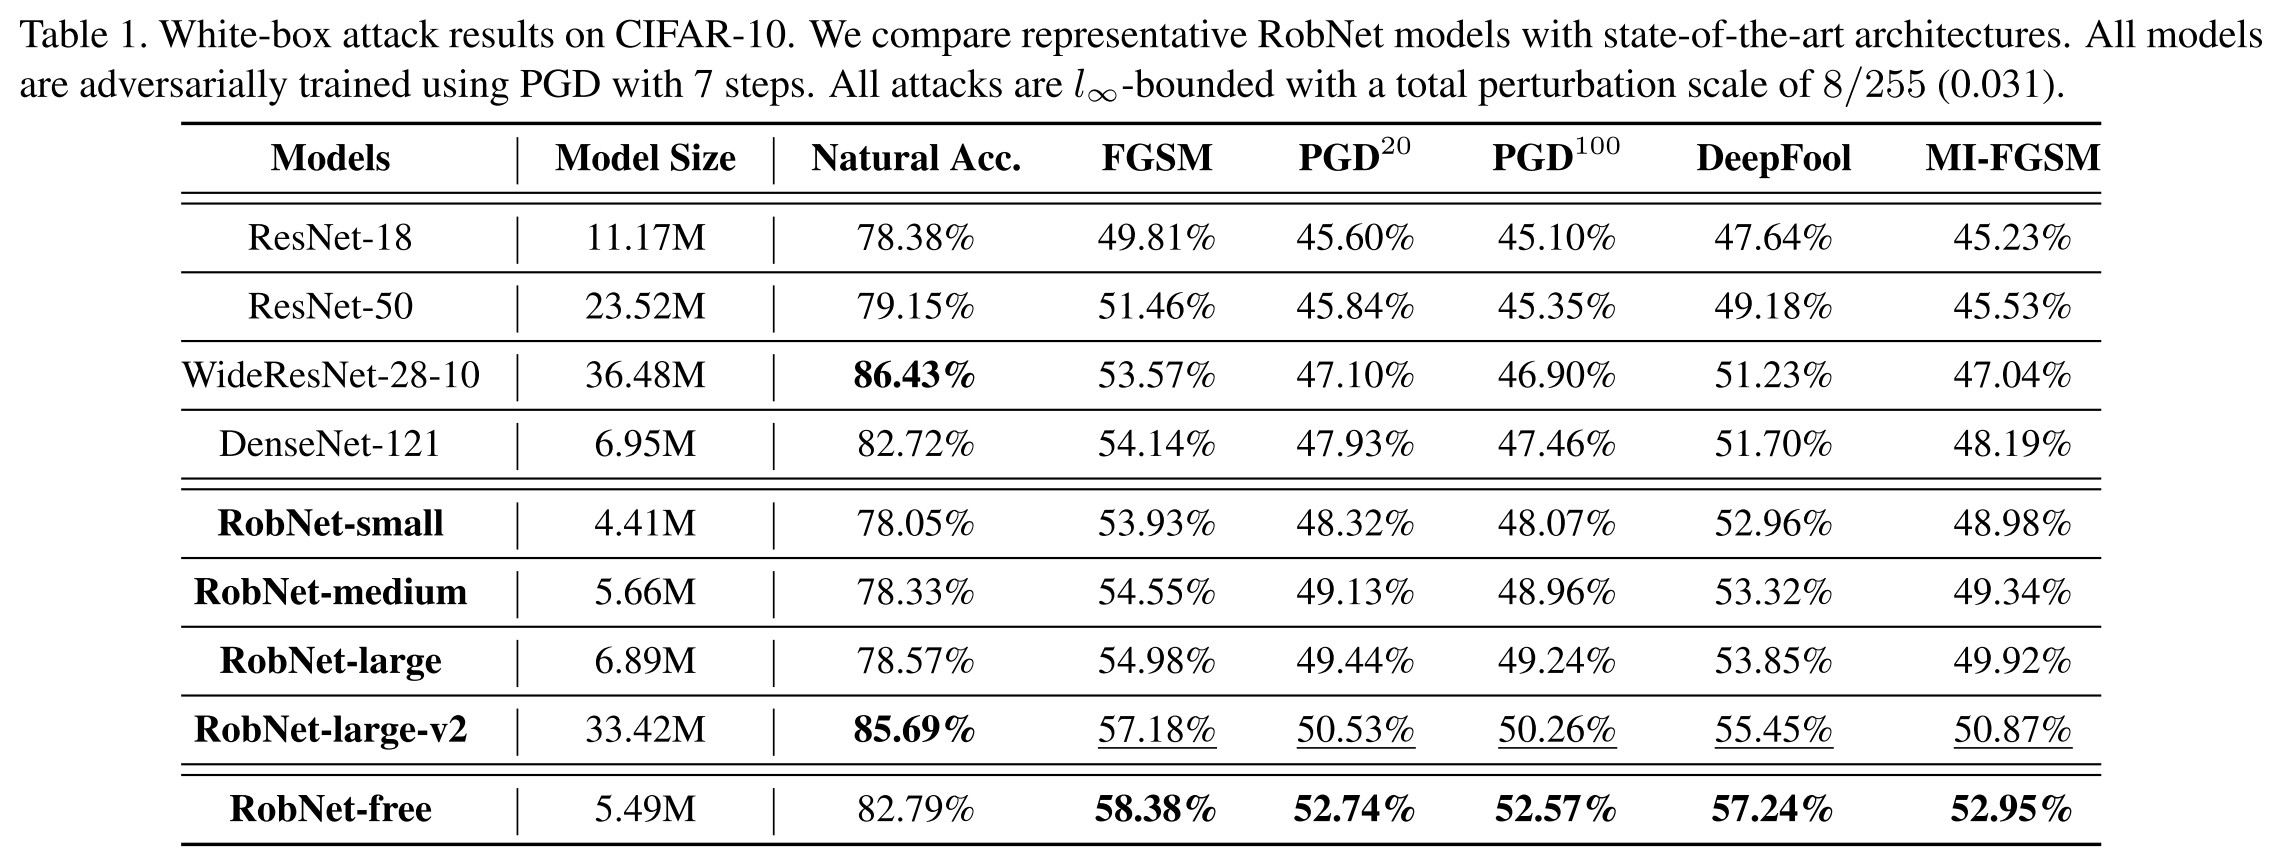 Table 1. White-box attack results on CIFAR-10. We compare representative RobNet models with state-of-the-art architectures. All models
are adversarially trained using PGD with 7 steps. All attacks are l∞-bounded with a total perturbation scale of 8/255 (0.031).
Models Model Size Natural Acc. FGSM PGD^20 PGD^100 DeepFool MI-FGSM
ResNet-18 11.17M 78.38% 49.81% 45.60% 45.10% 47.64% 45.23%
ResNet-50 23.52M 79.15% 51.46% 45.84% 45.35% 49.18% 45.53%
WideResNet-28-10 36.48M 86.43% 53.57% 47.10% 46.90% 51.23% 47.04%
DenseNet-121 6.95M 82.72% 54.14% 47.93% 47.46% 51.70% 48.19%
RobNet-small 4.41M 78.05% 53.93% 48.32% 48.07% 52.96% 48.98%
RobNet-medium 5.66M 78.33% 54.55% 49.13% 48.96% 53.32% 49.34%
RobNet-large 6.89M 78.57% 54.98% 49.44% 49.24% 53.85% 49.92%
RobNet-large-v2 33.42M 85.69% 57.18% 50.53% 50.26% 55.45% 50.87%
RobNet-free 5.49M 82.79% 58.38% 52.74% 52.57% 57.24% 52.95%